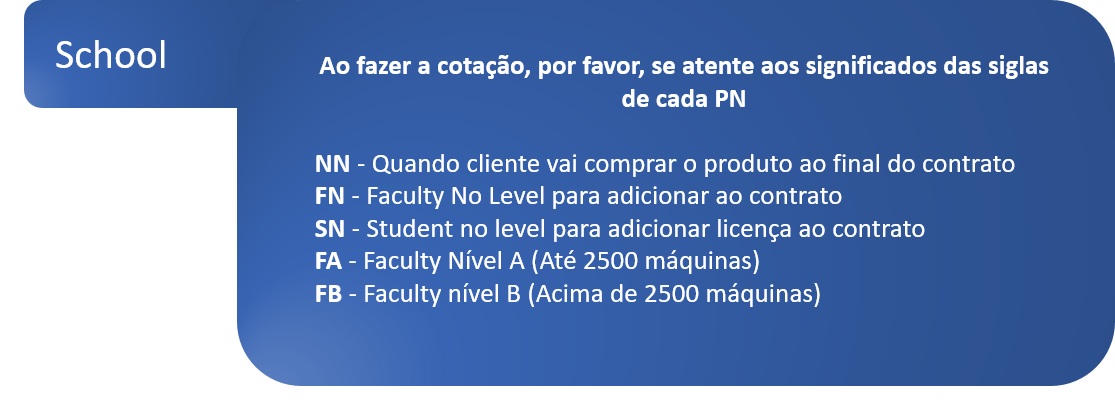 School
Ao fazer a cotação, por favor, se atente aos significados das siglas
de cada PN
NN - Quando cliente vai comprar o produto ao final do contrato
FN - Faculty No Level para adicionar ao contrato
SN - Student no level para adicionar licença ao contrato
FA - Faculty Nível A (Até 2500 máquinas)
FB - Faculty nível B (Acima de 2500 máquinas)